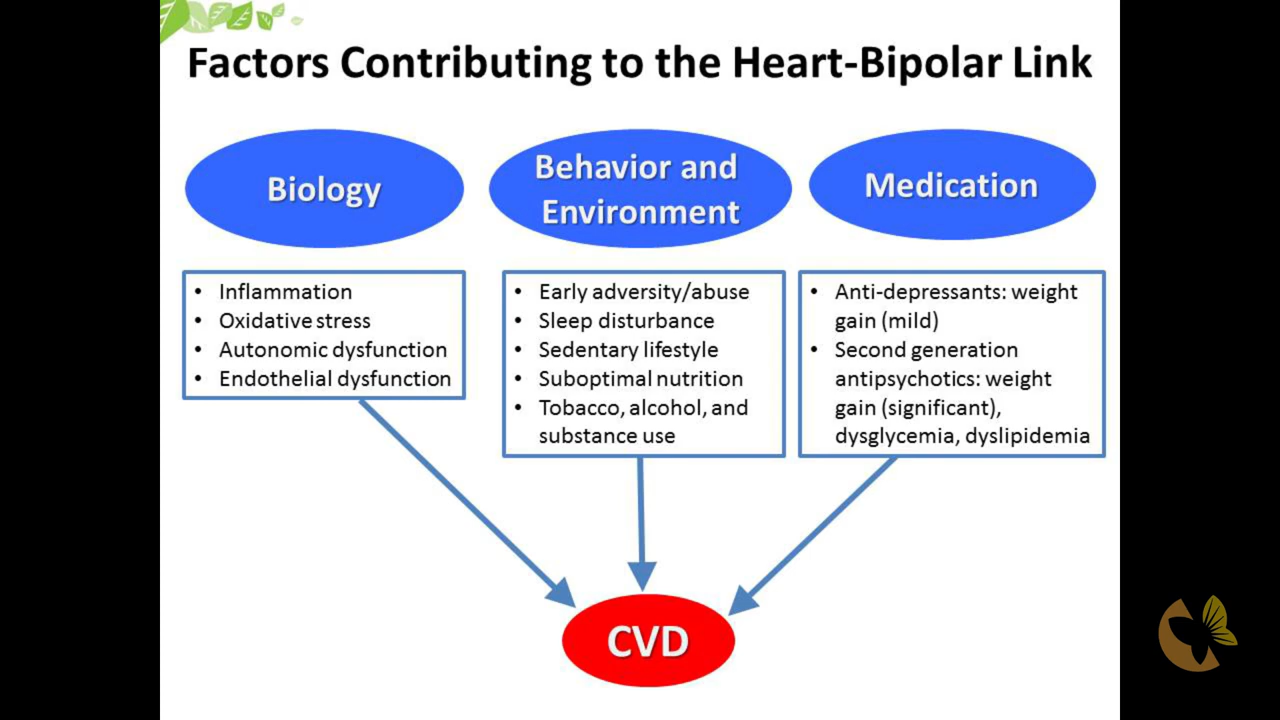 Factors Contributing to the Heart-Bipolar Link
Biology
• Inflammation
• Oxidative stress
• Autonomic dysfunction
• Endothelial dysfunction
Behavior and
Environment
• Early adversity/abuse
• Sleep disturbance
• Sedentary lifestyle
• Suboptimal nutrition
• Tobacco, alcohol, and
substance use
Medication
• Anti-depressants: weight
gain (mild)
• Second generation
antipsychotics: weight
gain (significant),
dysglycemia, dyslipidemia
CVD